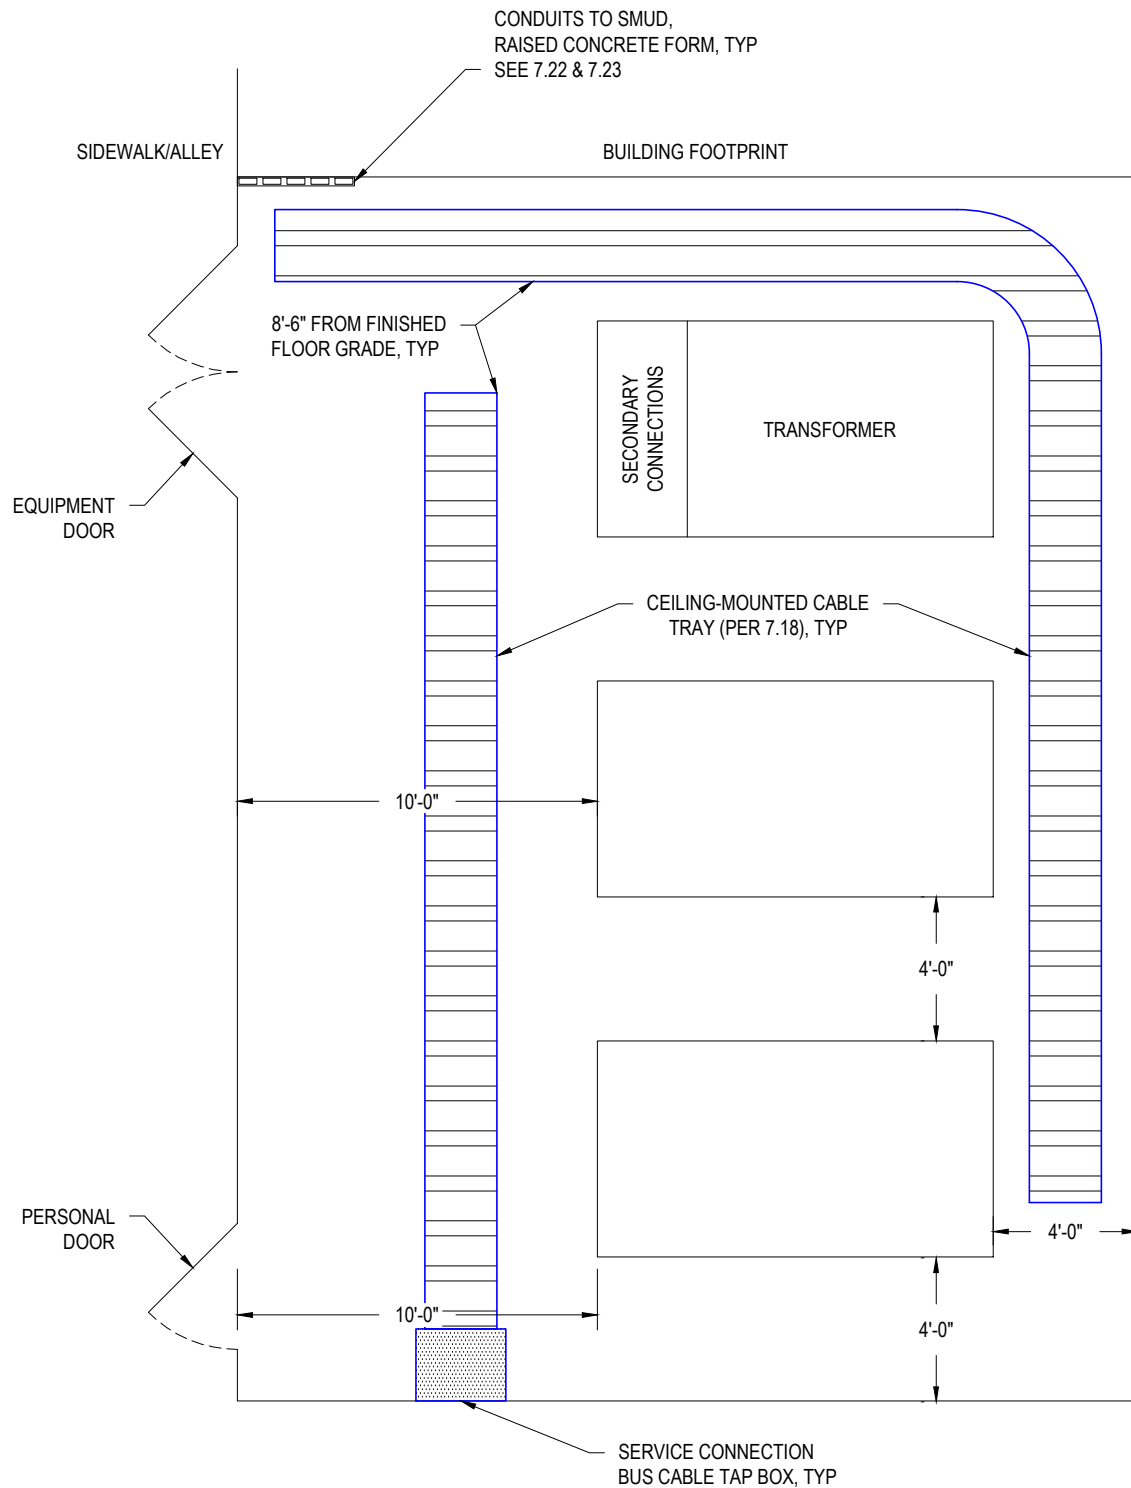 CONDUITS TO SMUD,
RAISED CONCRETE FORM, TYP
SEE 7.22 & 7.23
SIDEWALK/ALLEY
BUILDING FOOTPRINT
8'-6" FROM FINISHED
FLOOR GRADE, TYP
SECONDARY
CONNECTIONS
TRANSFORMER
EQUIPMENT
DOOR
CEILING-MOUNTED CABLE
TRAY (PER 7.18), TYP
10'-0"
4'-0"
PERSONAL
DOOR
4'-0"
10'-0"
4'-0"
SERVICE CONNECTION
BUS CABLE TAP BOX, TYP